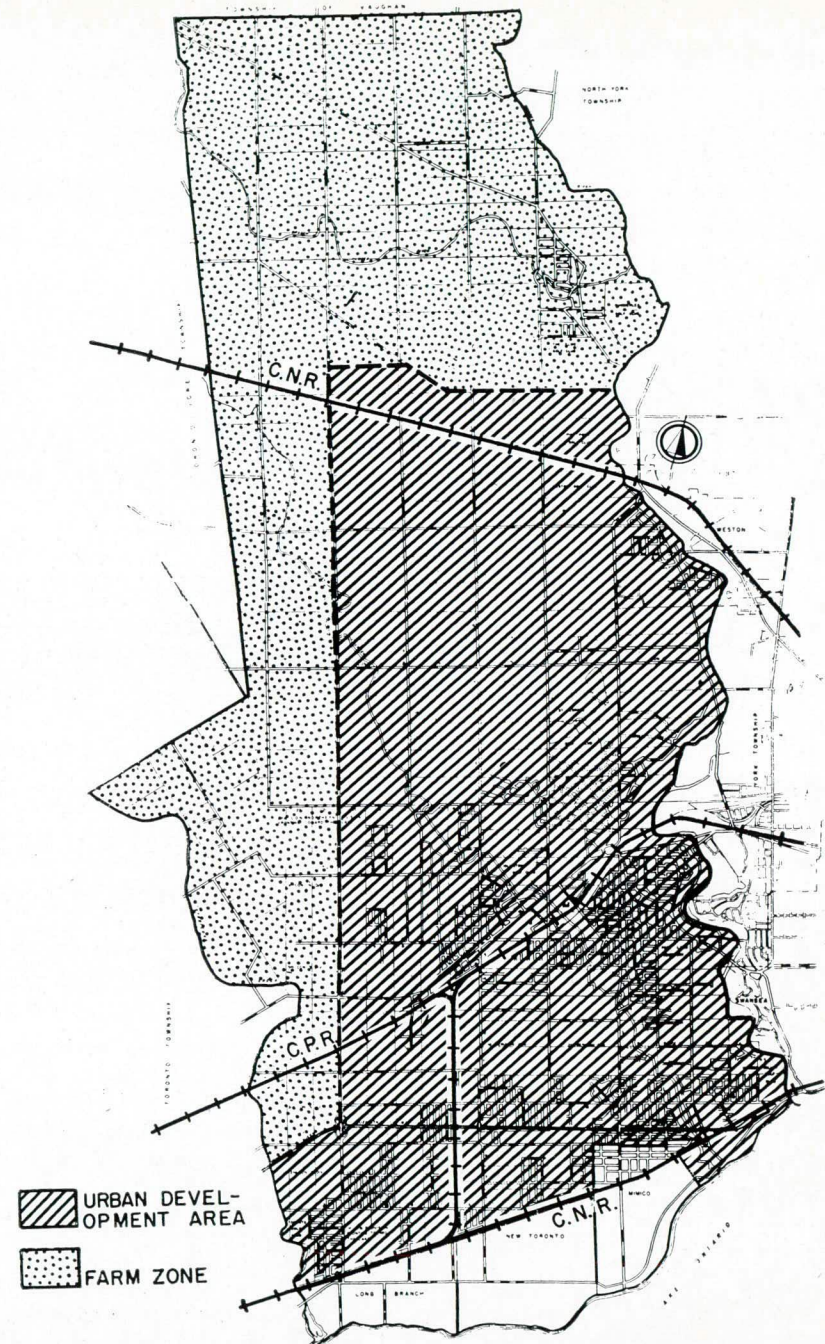 TOWNSHIP OF VAUGHAN
NORTH YORK
TOWNSHIP
TOWNSHIP
C.N.R.
WESTON
YORK TOWNSHIP
SWANSEA
TORONTO TOWNSHIP
C.P.R.
C.N.R.
MIMICO
NEW TORONTO
LONG BRANCH
LAKE ONTARIO
URBAN DEVEL-
OPMENT AREA
FARM ZONE